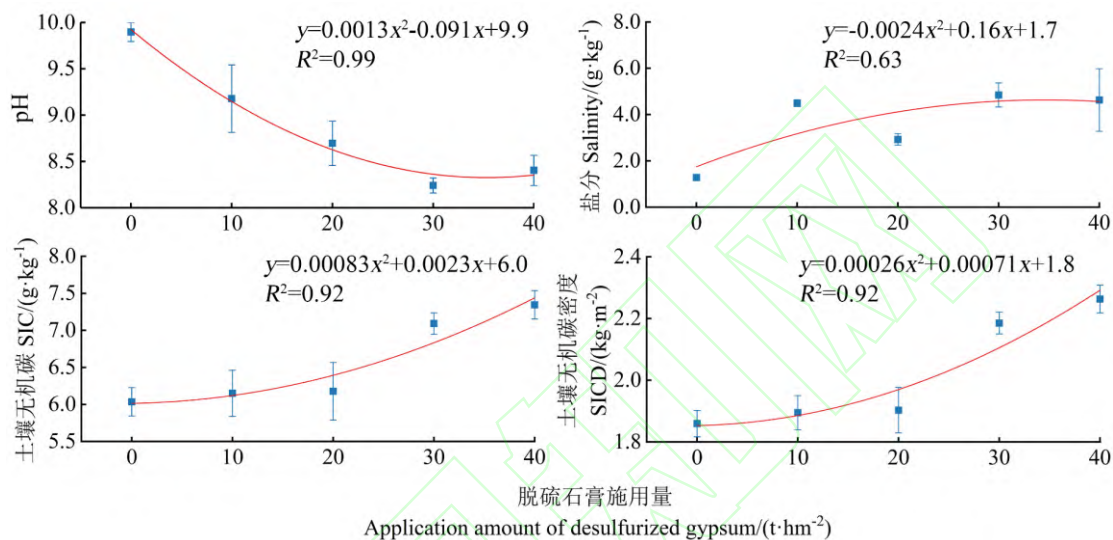 y=0.0013x²-0.091x+9.9
R²=0.99
pH
10.0
9.5
9.0
8.5
8.0
0 10 20 30 40
y=-0.0024x²+0.16x+1.7
R²=0.63
盐分 Salinity/(g·kg⁻¹)
8.0
6.0
4.0
2.0
0.0
0 10 20 30 40
y=0.00083x²+0.0023x+6.0
R²=0.92
土壤无机碳 SIC/(g·kg⁻¹)
8.0
7.5
7.0
6.5
6.0
5.5
0 10 20 30 40
y=0.00026x²+0.00071x+1.8
R²=0.92
土壤无机碳密度
SICD/(kg·m⁻²)
2.4
2.2
2.0
1.8
0 10 20 30 40
脱硫石膏施用量
Application amount of desulfurized gypsum/(t·hm⁻²)